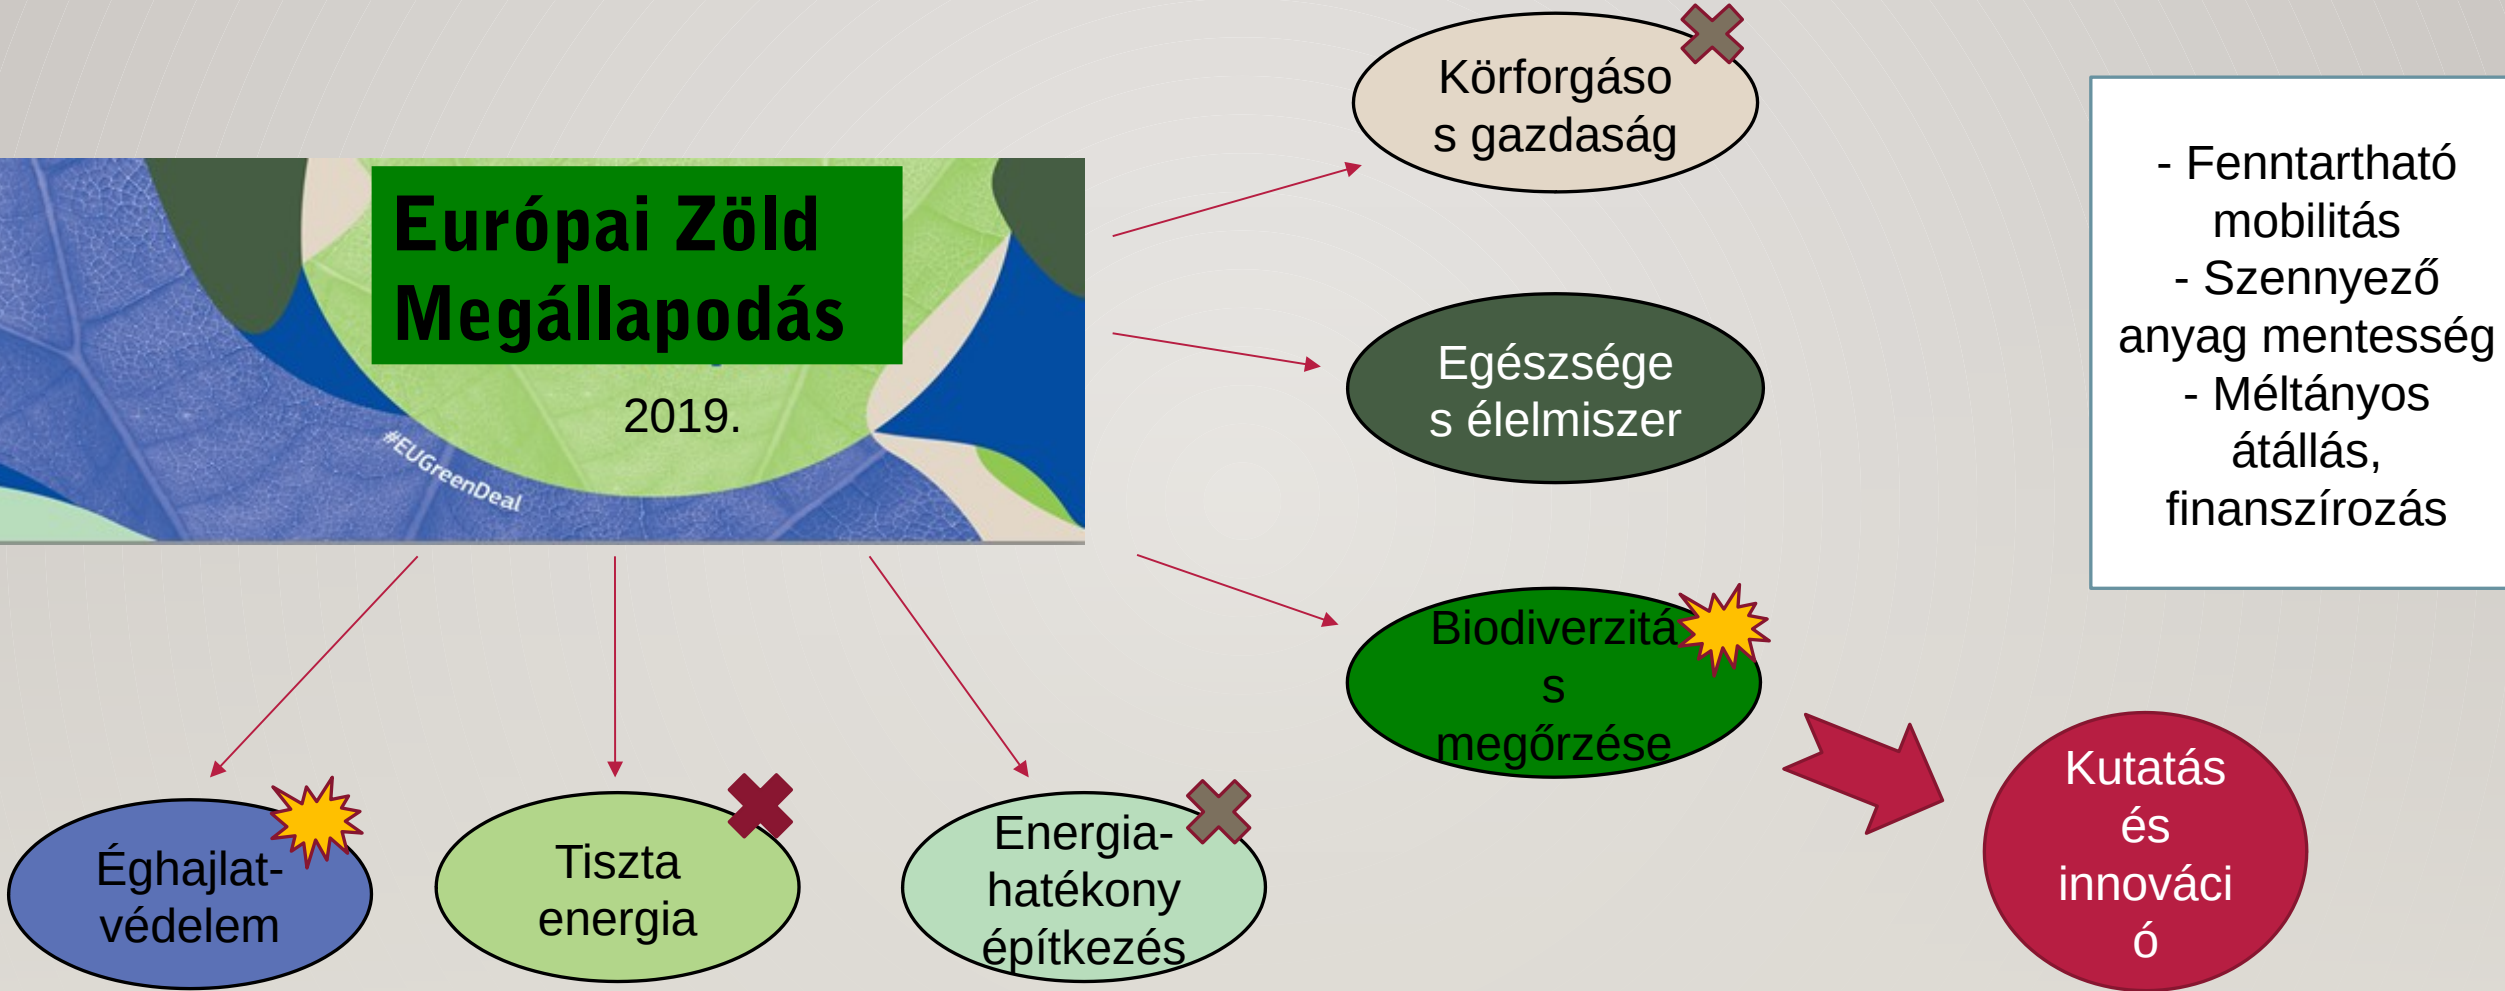 Európai Zöld
Megállapodás
2019.
#EUGreenDeal
Körforgáso
s gazdaság
Egészsége
s élelmiszer
Biodiverzitá
s
megőrzése
- Fenntartható
mobilitás
- Szennyező
anyag mentesség
- Méltányos
átállás,
finanszírozás
Éghajlat-
védelem
Tiszta
energia
Energia-
hatékony
építkezés
Kutatás
és
innováci
ó